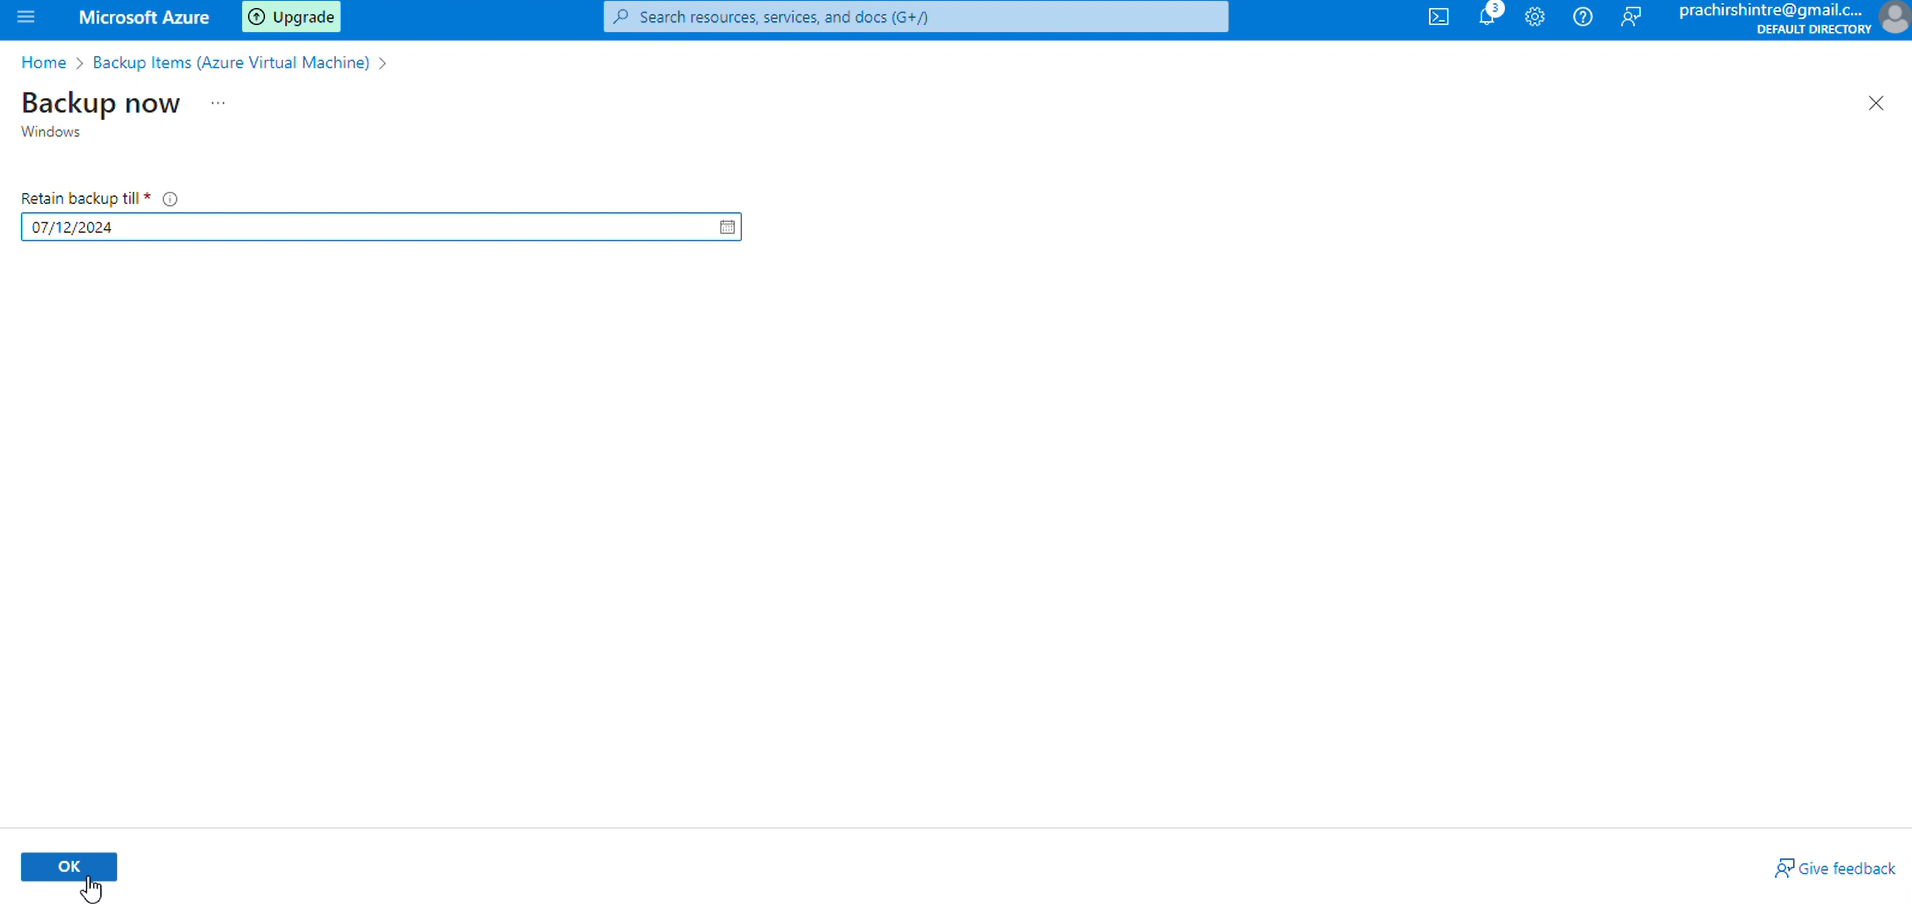 Microsoft Azure
Upgrade
Search resources, services, and docs (G+/)
3
prachirshintre@gmail.c...
DEFAULT DIRECTORY
Home > Backup Items (Azure Virtual Machine) >
Backup now ...
Windows
Retain backup till *
07/12/2024
OK
Give feedback